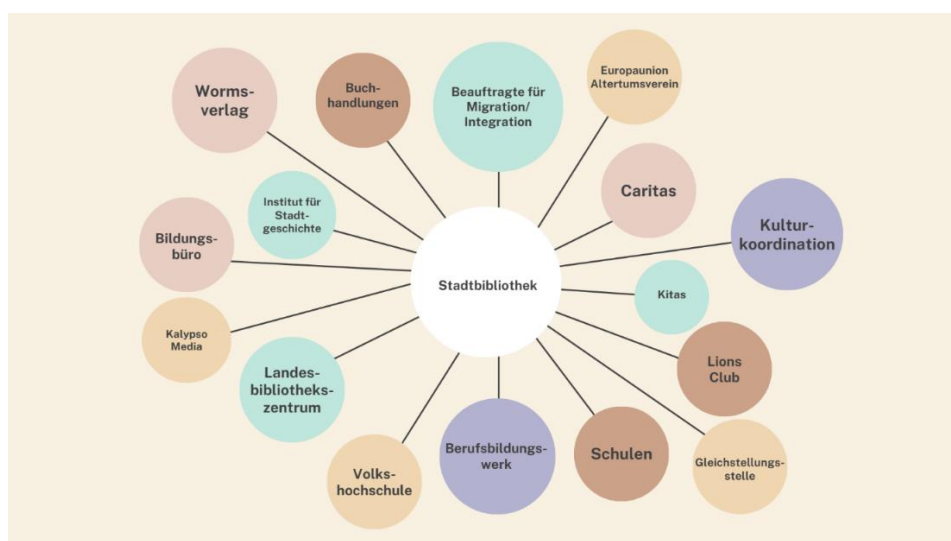 Worms-
verlag
Buch-
handlungen
Beauftragte für
Migration/
Integration
Europaunion
Altertumsverein
Caritas
Institut für
Stadt-
geschichte
Kultur-
koordination
Bildungs-
büro
Stadtbibliothek
Kitas
Kalypso
Media
Landes-
bibliotheks-
zentrum
Lions
Club
Volks-
hochschule
Berufsbildungs-
werk
Schulen
Gleichstellungs-
stelle